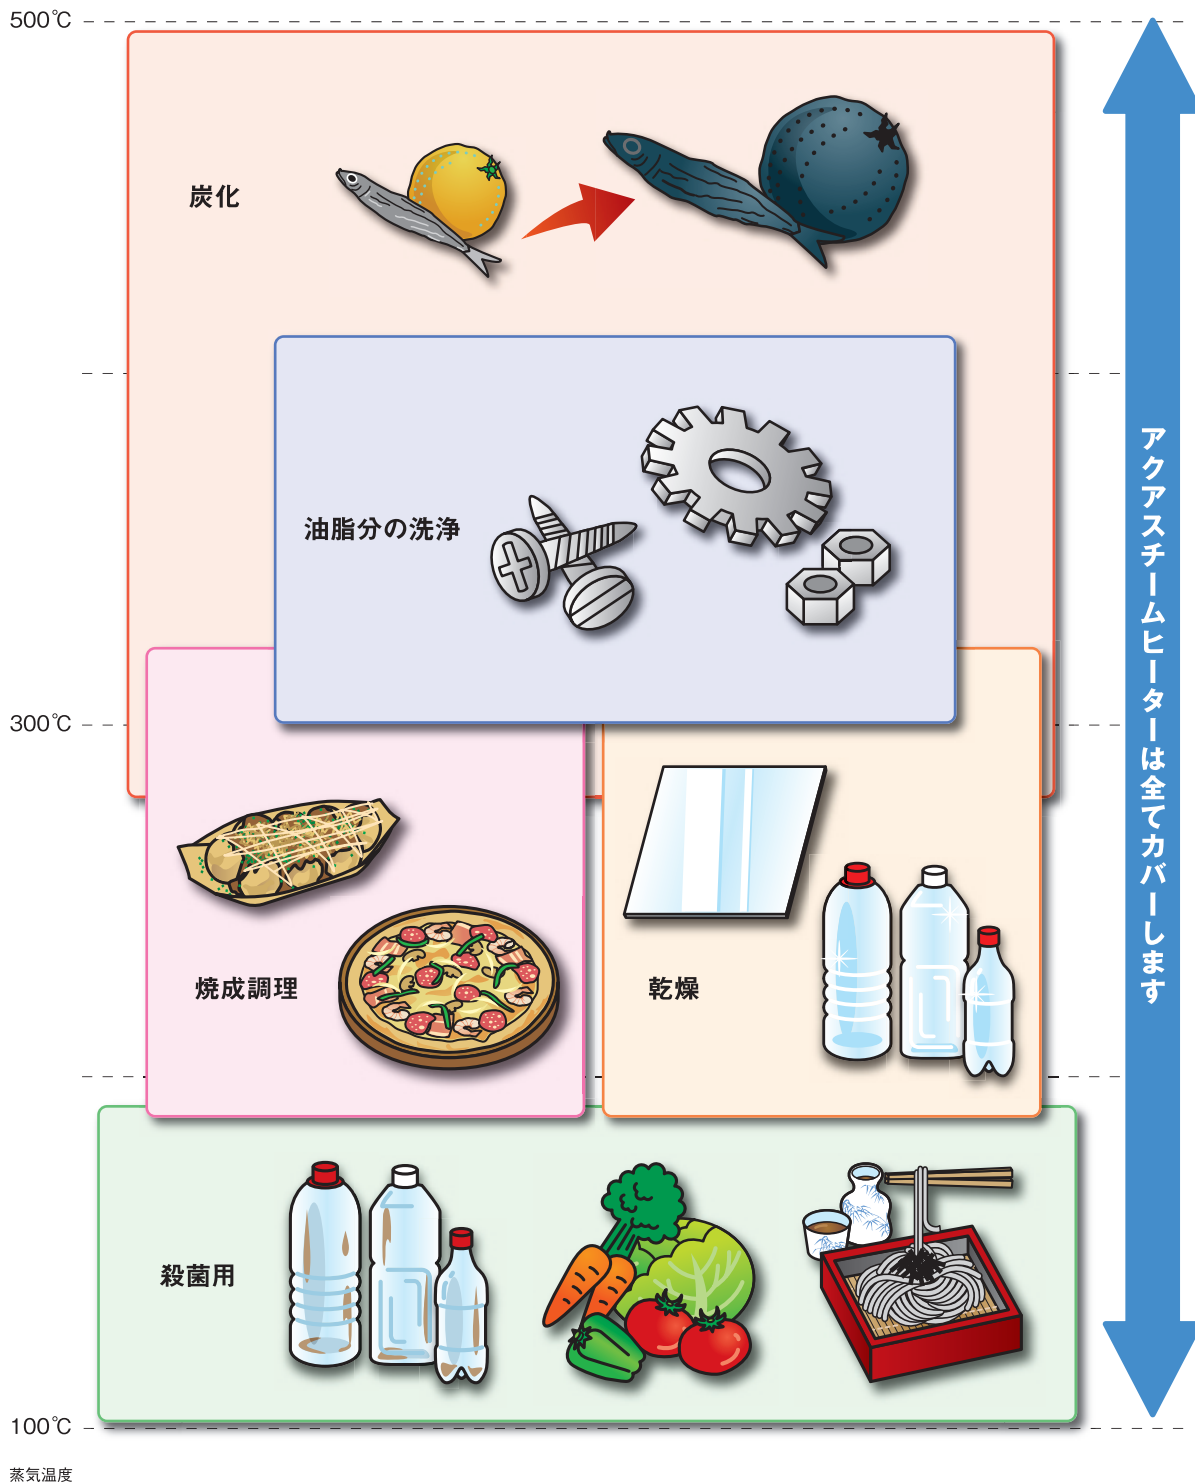 500℃
炭化
油脂分の洗浄
300℃
焼成調理
乾燥
殺菌用
100℃
蒸気温度
アクアスチームヒーターは全てカバーします